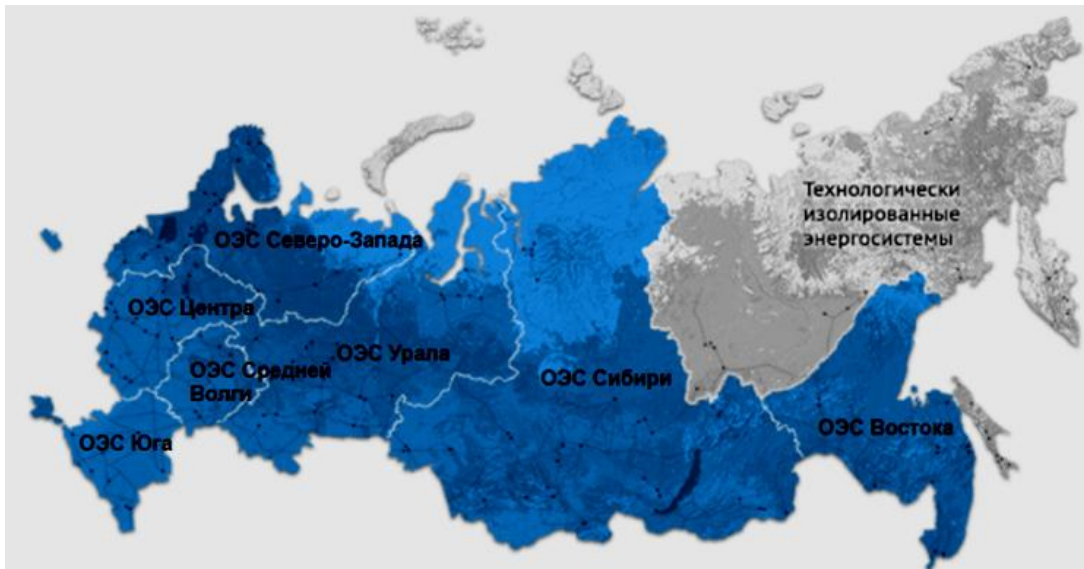 Технологически
изолированные
энергосистемы
ОЭС Северо-Запада
ОЭС Центра
ОЭС Урала
ОЭС Средней
Волги
ОЭС Сибири
ОЭС Востока
ОЭС Юга